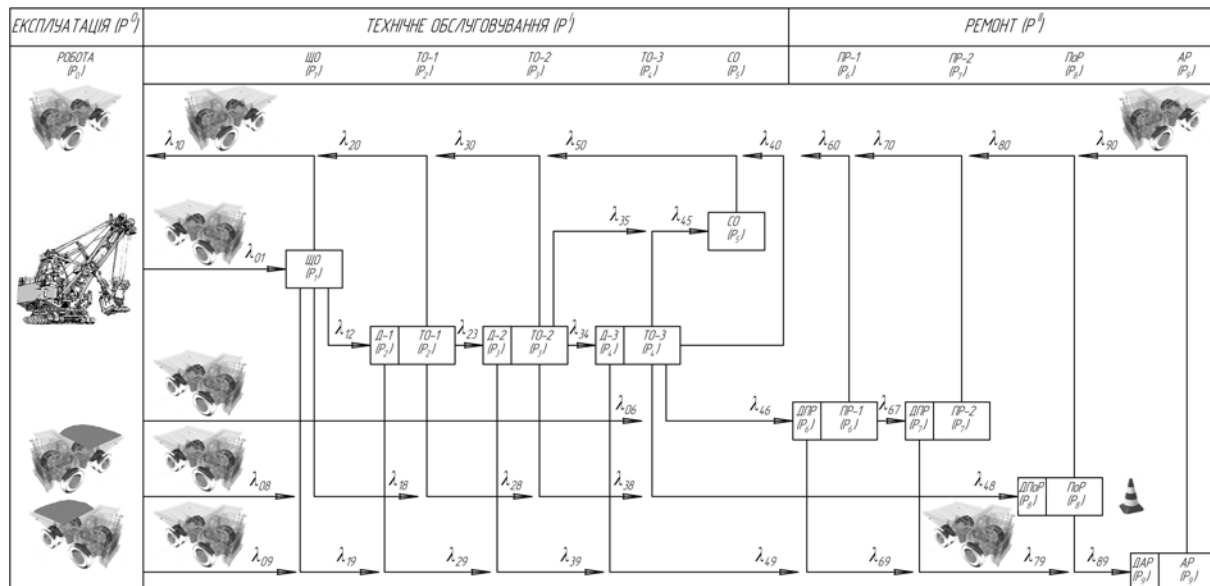 ЕКСПЛУАТАЦІЯ (P⁰) ТЕХНІЧНЕ ОБСЛУГОВУВАННЯ (P^I) РЕМОНТ (P^II)
РОБОТА ЩО ТО-1 ТО-2 ТО-3 СО ПР-1 ПР-2 ПоР АР
(P₀) (P₁) (P₂) (P₃) (P₄) (P₅) (P₆) (P₇) (P₈) (P₉)
λ₁₀ λ₂₀ λ₃₀ λ₅₀ λ₄₀ λ₆₀ λ₇₀ λ₈₀ λ₉₀
λ₃₅ λ₄₅ СО
(P₅)
λ₀₁ ЩО
(P₁)
λ₁₂ Д-1 ТО-1 λ₂₃ Д-2 ТО-2 λ₃₄ Д-3 ТО-3
(P₂) (P₂) (P₃) (P₃) (P₄) (P₄)
λ₀₆ λ₄₆ ДПР ПР-1 λ₆₇ ДПР ПР-2
(P₆) (P₆) (P₇) (P₇)
λ₀₈ λ₁₈ λ₂₈ λ₃₈ λ₄₈ ДПоР ПоР
(P₈) (P₈)
λ₀₉ λ₁₉ λ₂₉ λ₃₉ λ₄₉ λ₆₉ λ₇₉ λ₈₉ ДАР АР
(P₉) (P₉)